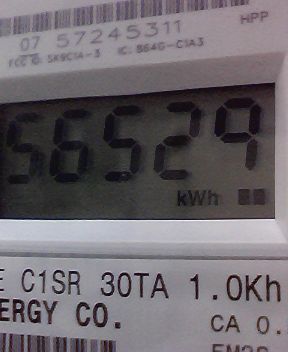 07 57245311 HPP
FCC ID: SK9C1A-3 IC: 864G-C1A3
56529
kWh
C1SR 30TA 1.0Kh
ERGY CO.
CA 0.